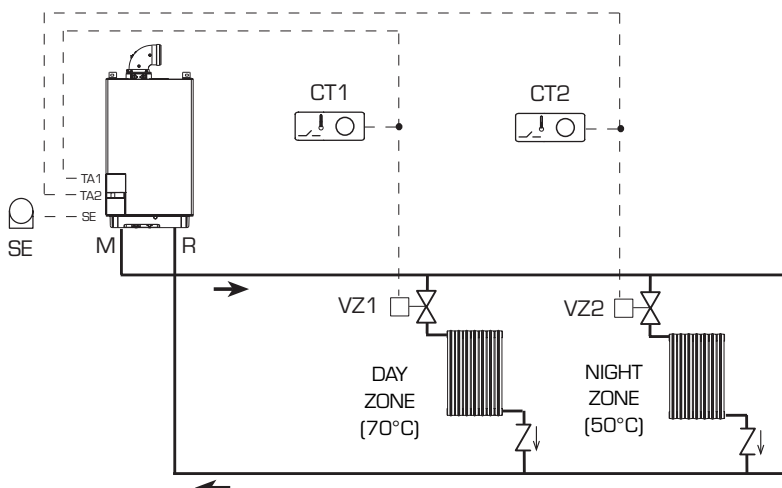 CT1
CT2
TA1
TA2
SE
SE
M
R
VZ1
VZ2
DAY
ZONE
(70°C)
NIGHT
ZONE
(50°C)